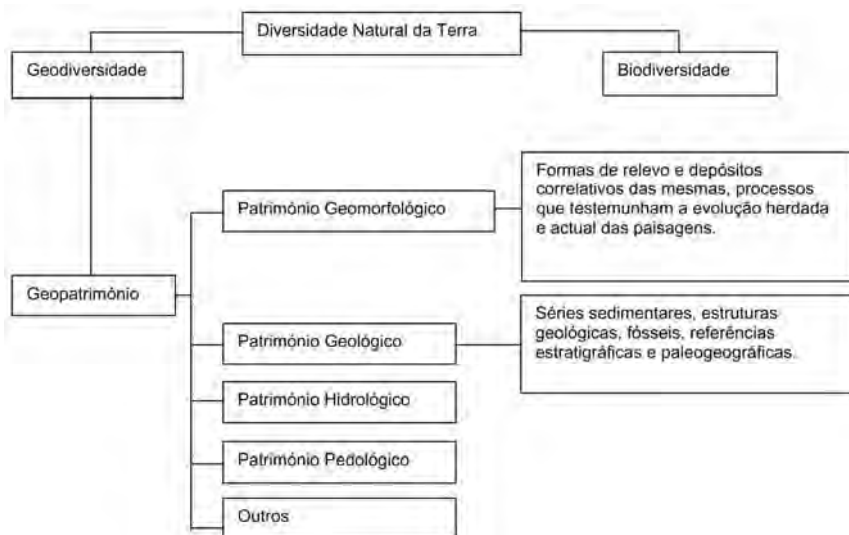 Diversidade Natural da Terra
Geodiversidade
Biodiversidade
Formas de relevo e depósitos
correlativos das mesmas, processos
que testemunham a evolução herdada
e actual das paisagens.
Património Geomorfológico
Geopatrimónio
Séries sedimentares, estruturas
geológicas, fósseis, referências
estratigráficas e paleogeográficas.
Património Geológico
Património Hidrológico
Património Pedológico
Outros